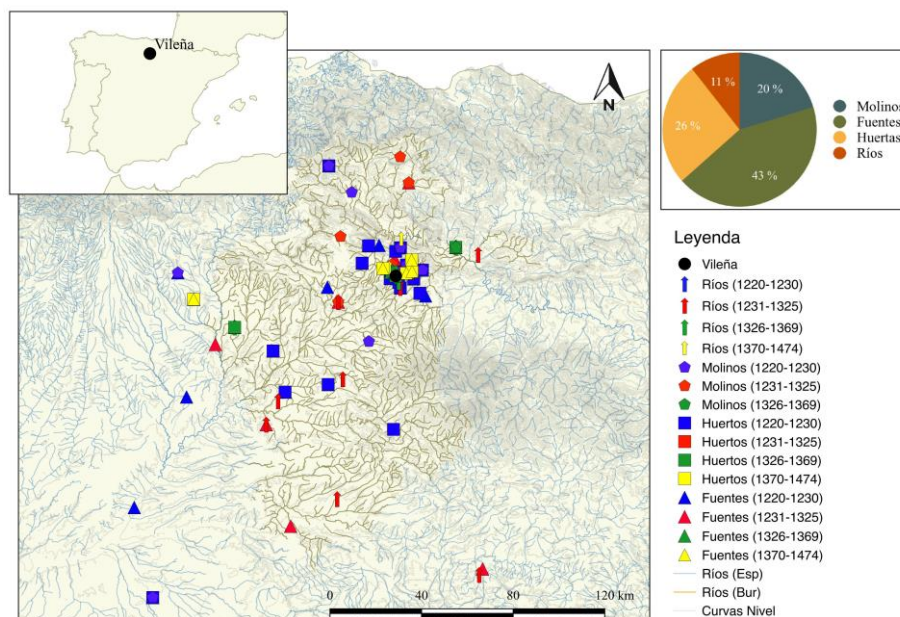 Vileña
N
11 %
20 %
26 %
43 %
Molinos
Fuentes
Huertas
Ríos
Leyenda
Vileña
Ríos (1220-1230)
Ríos (1231-1325)
Ríos (1326-1369)
Ríos (1370-1474)
Molinos (1220-1230)
Molinos (1231-1325)
Molinos (1326-1369)
Huertos (1220-1230)
Huertos (1231-1325)
Huertos (1326-1369)
Huertos (1370-1474)
Fuentes (1220-1230)
Fuentes (1231-1325)
Fuentes (1326-1369)
Fuentes (1370-1474)
Ríos (Esp)
Ríos (Bur)
Curvas Nivel
0 40 80 120 km